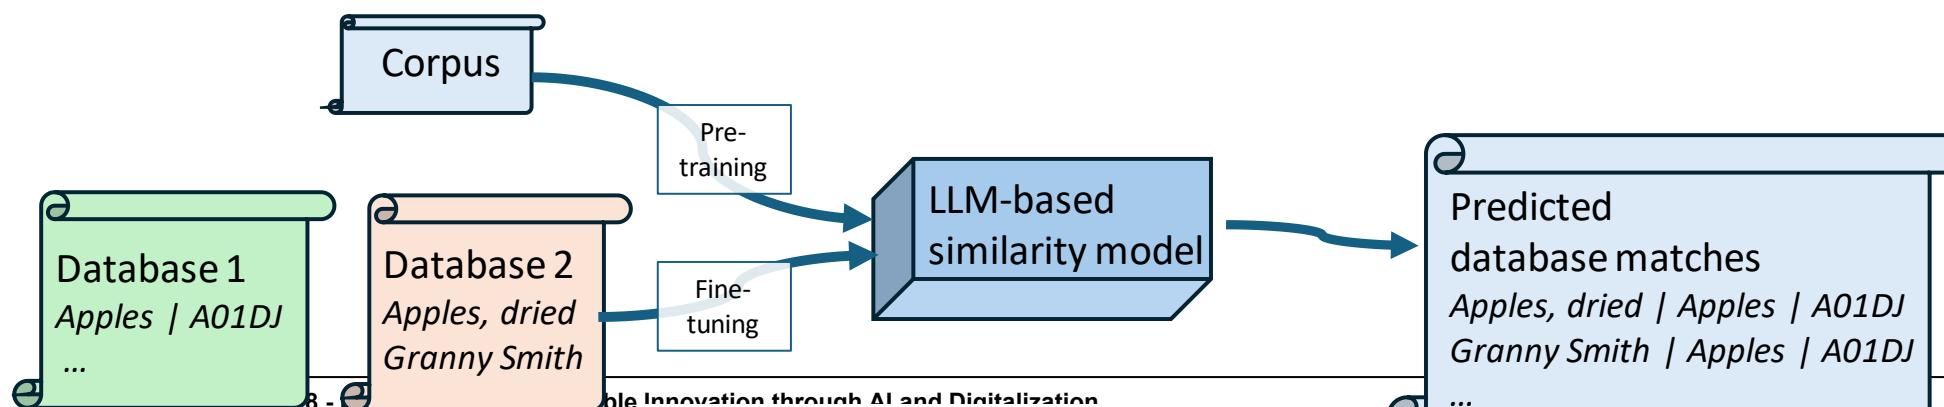 Corpus
Pre-
training
LLM-based
similarity model
Fine-
tuning
Database 1
Apples | A01DJ
...
Database 2
Apples, dried
Granny Smith
Predicted
database matches
Apples, dried | Apples | A01DJ
Granny Smith | Apples | A01DJ
...
Innovation through AI and Digitalization